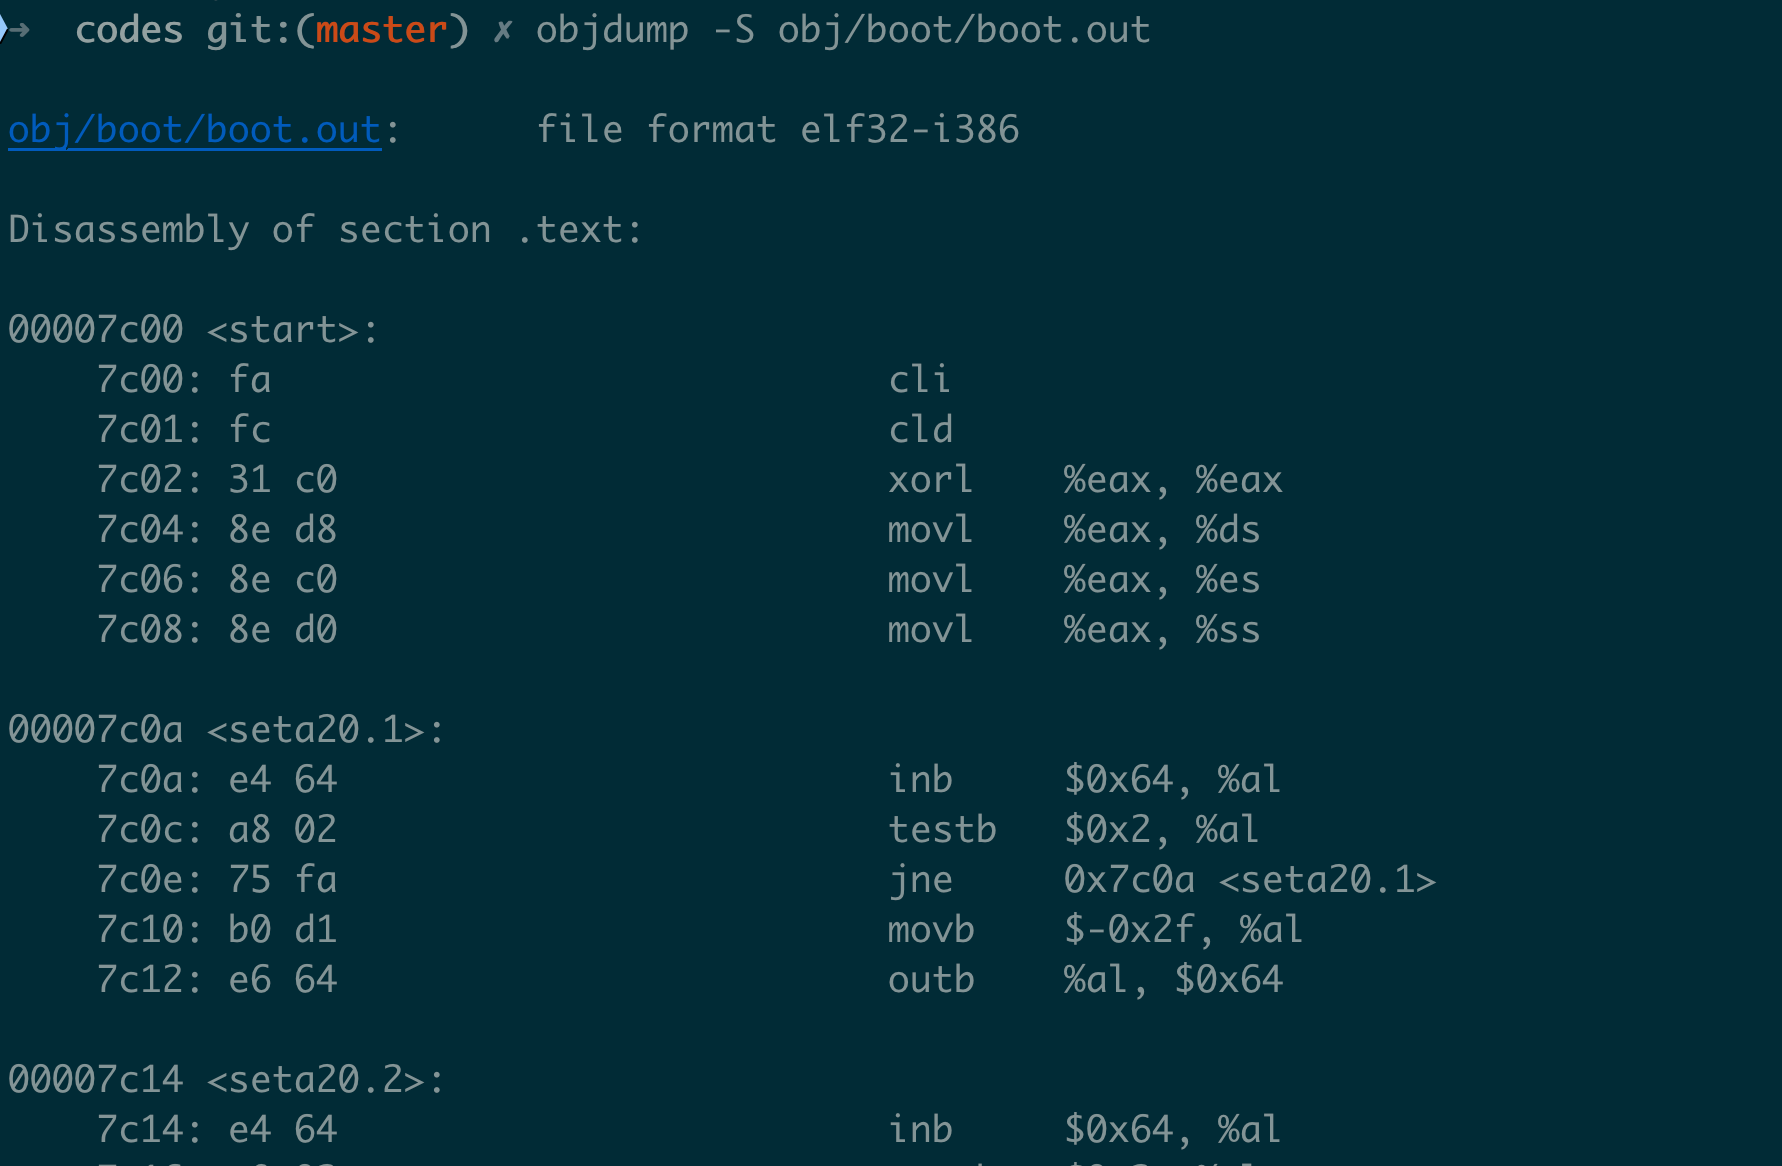 → codes git:(master) ✗ objdump -S obj/boot/boot.out
obj/boot/boot.out: file format elf32-i386
Disassembly of section .text:
00007c00 <start>:
7c00: fa cli
7c01: fc cld
7c02: 31 c0 xorl %eax, %eax
7c04: 8e d8 movl %eax, %ds
7c06: 8e c0 movl %eax, %es
7c08: 8e d0 movl %eax, %ss
00007c0a <seta20.1>:
7c0a: e4 64 inb $0x64, %al
7c0c: a8 02 testb $0x2, %al
7c0e: 75 fa jne 0x7c0a <seta20.1>
7c10: b0 d1 movb $-0x2f, %al
7c12: e6 64 outb %al, $0x64
00007c14 <seta20.2>:
7c14: e4 64 inb $0x64, %al